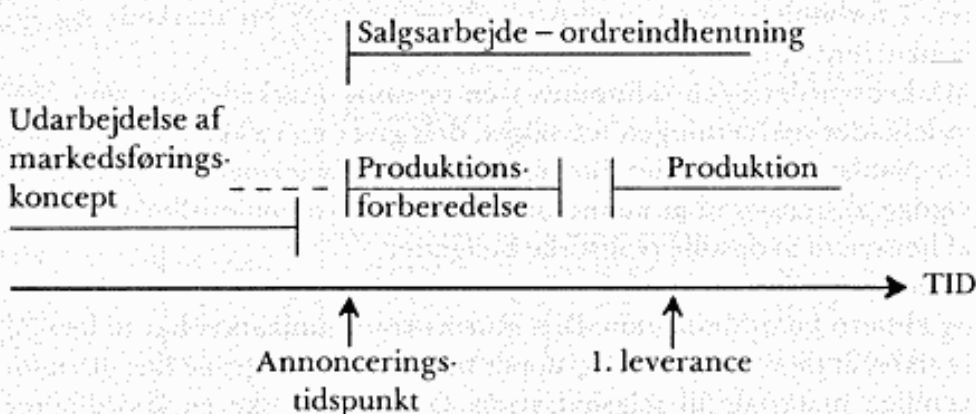 Salgsarbejde – ordreindhentning
Udarbejdelse af
markedsførings-
koncept
Produktions-
forberedelse
Produktion
TID
Annoncerings-
tidspunkt
1. leverance